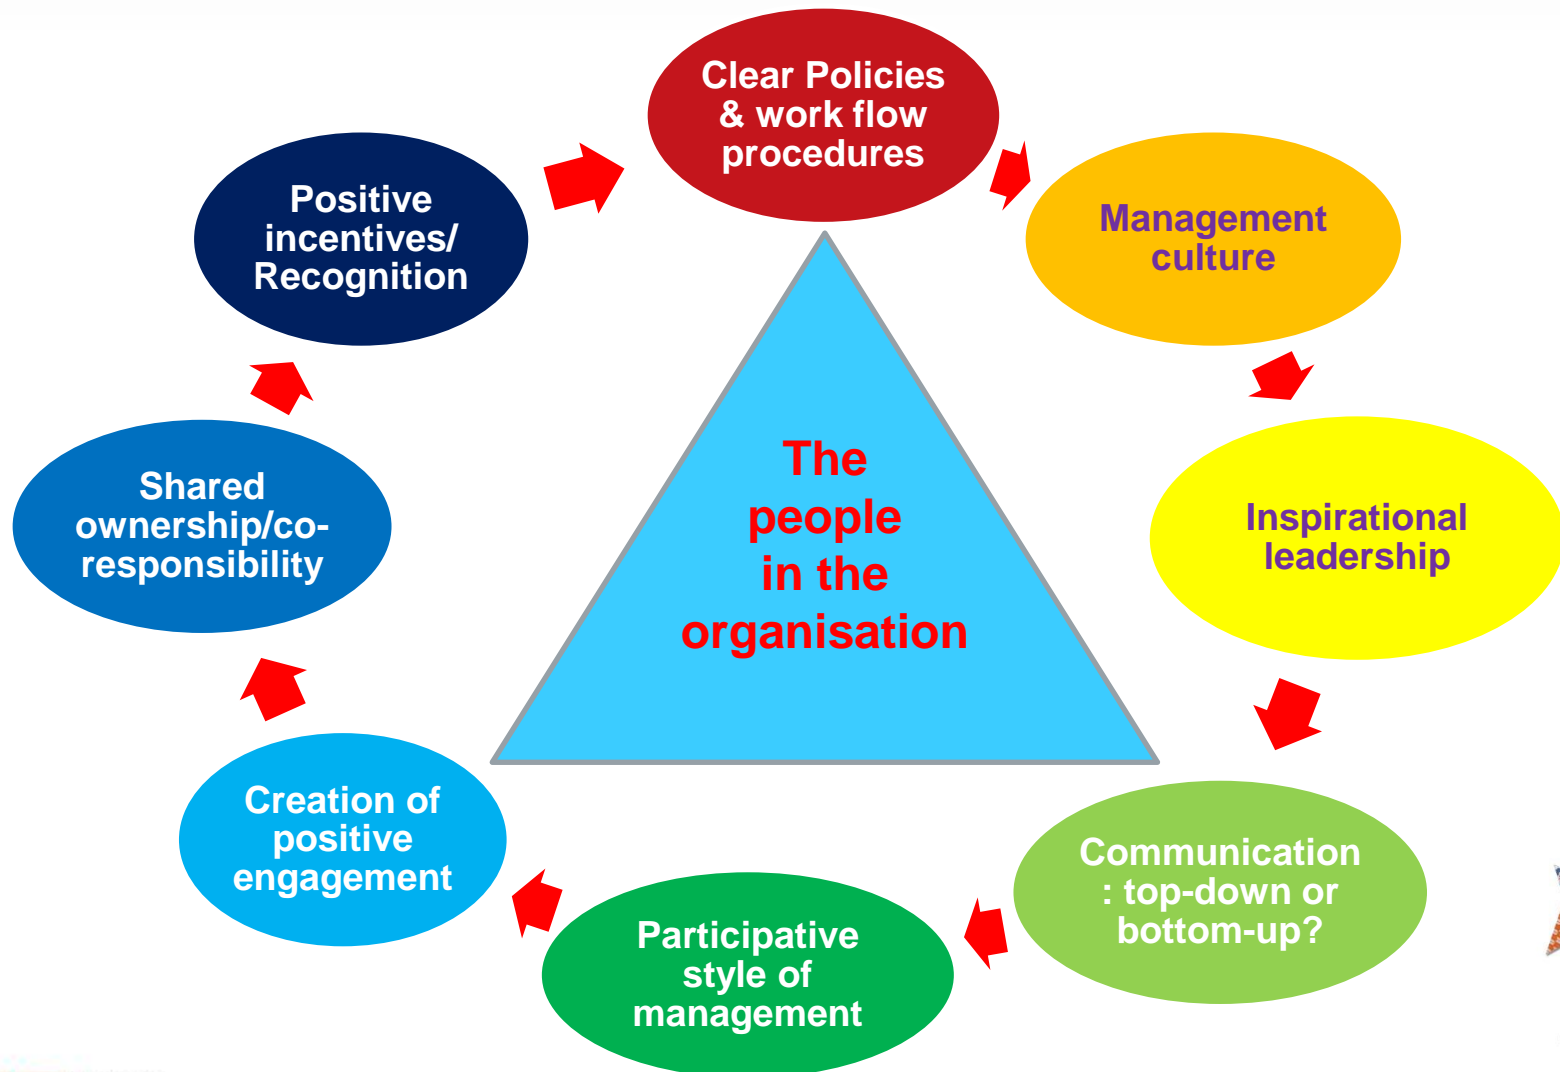 Clear Policies
& work flow
procedures
Management
culture
Inspirational
leadership
Communication
: top-down or
bottom-up?
Participative
style of
management
Creation of
positive
engagement
Shared
ownership/co-
responsibility
Positive
incentives/
Recognition
The
people
in the
organisation